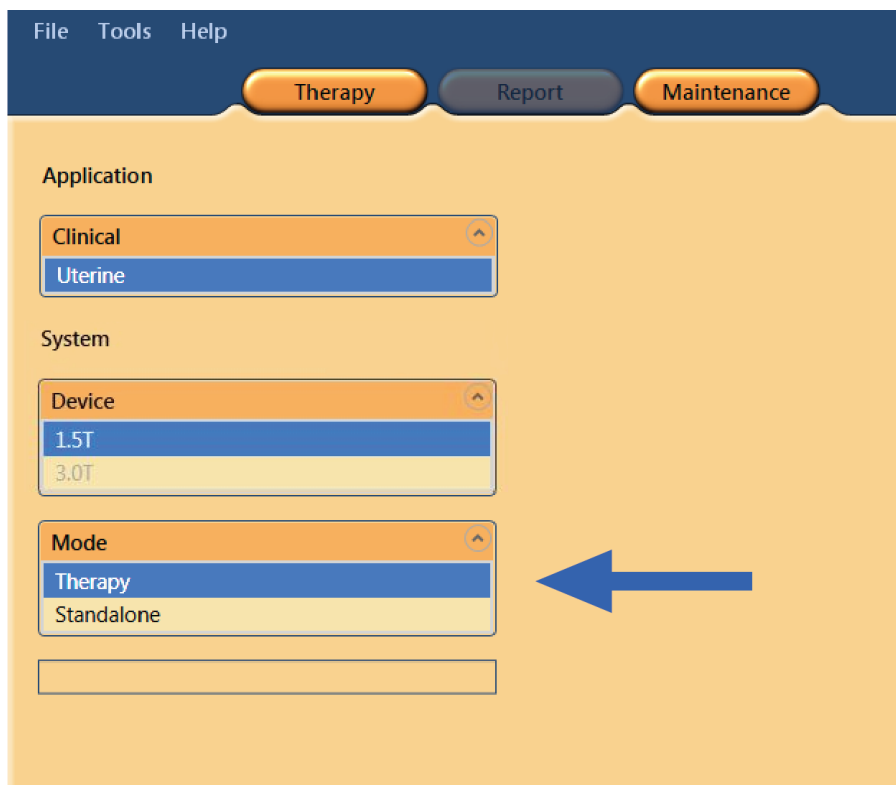 File Tools Help
Therapy Report Maintenance
Application
Clinical
Uterine
System
Device
1.5T
3.0T
Mode
Therapy
Standalone